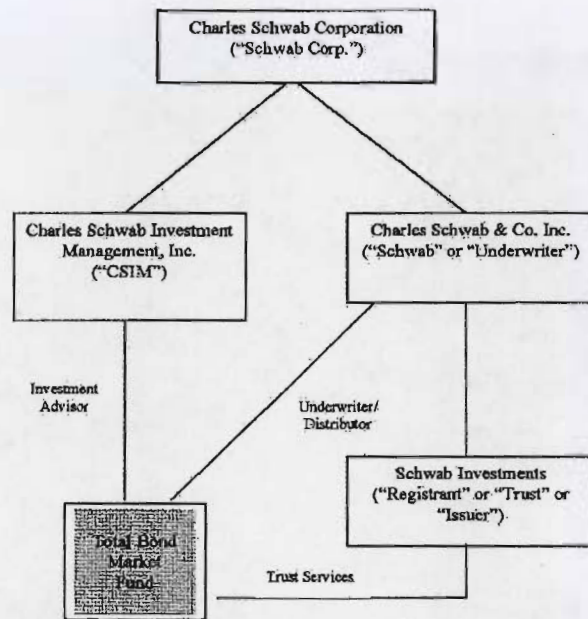 Charles Schwab Corporation
("Schwab Corp.")
Charles Schwab Investment
Management, Inc.
("CSIM")
Charles Schwab & Co. Inc.
("Schwab" or "Underwriter")
Investment
Advisor
Underwriter/
Distributor
Schwab Investments
("Registrant" or "Trust" or
"Issuer")
Total Bond
Market
Fund
Trust Services